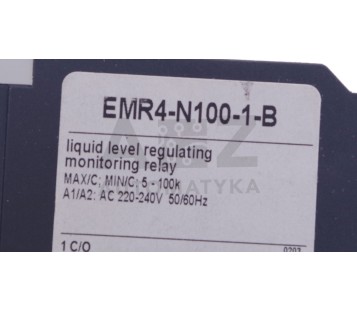 EMR4-N100-1-B
liquid level regulating
monitoring relay
MAX/C; MIN/C: 5 -100k
A1/A2: AC 220-240V 50/60Hz
1 C/O